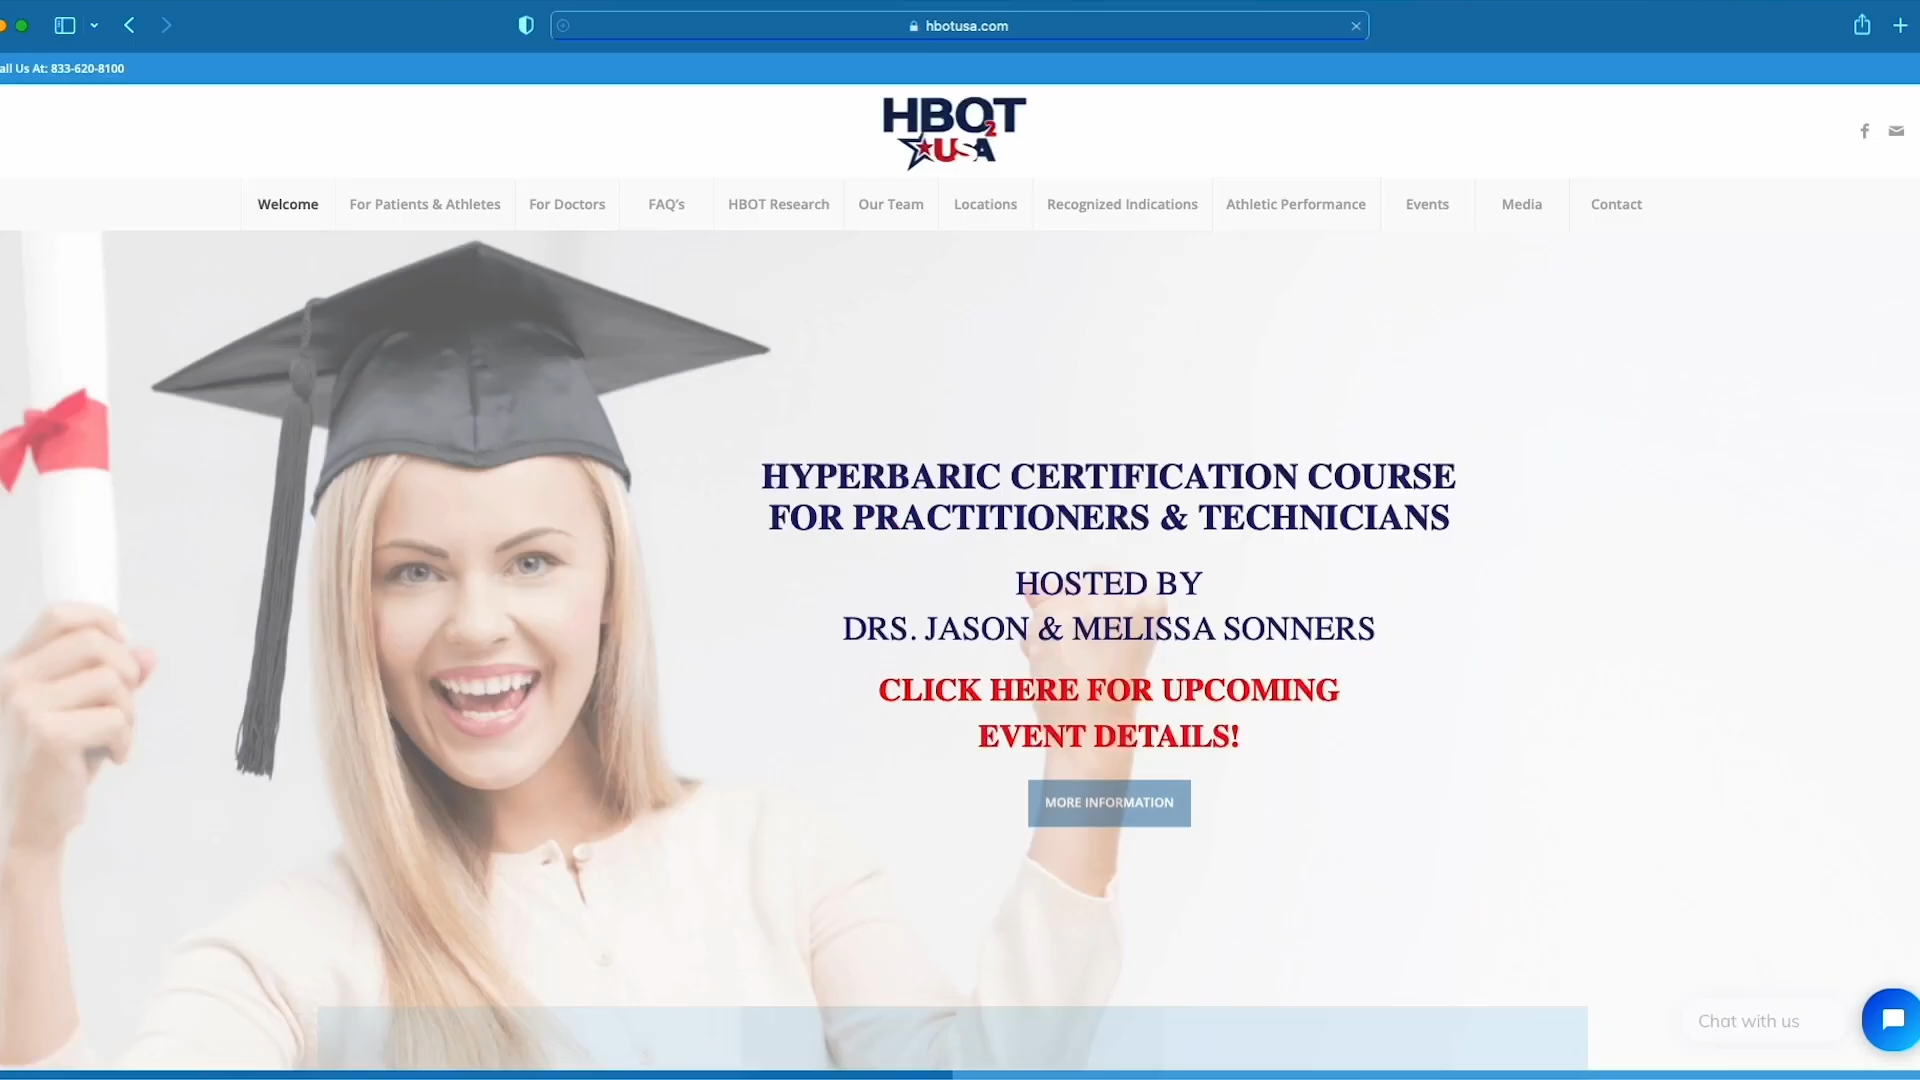 hbotusa.com
all Us At: 833-620-8100
HBO2T
USA
Welcome
For Patients & Athletes
For Doctors
FAQ's
HBOT Research
Our Team
Locations
Recognized Indications
Athletic Performance
Events
Media
Contact
HYPERBARIC CERTIFICATION COURSE
FOR PRACTITIONERS & TECHNICIANS
HOSTED BY
DRS. JASON & MELISSA SONNERS
CLICK HERE FOR UPCOMING
EVENT DETAILS!
MORE INFORMATION
Chat with us